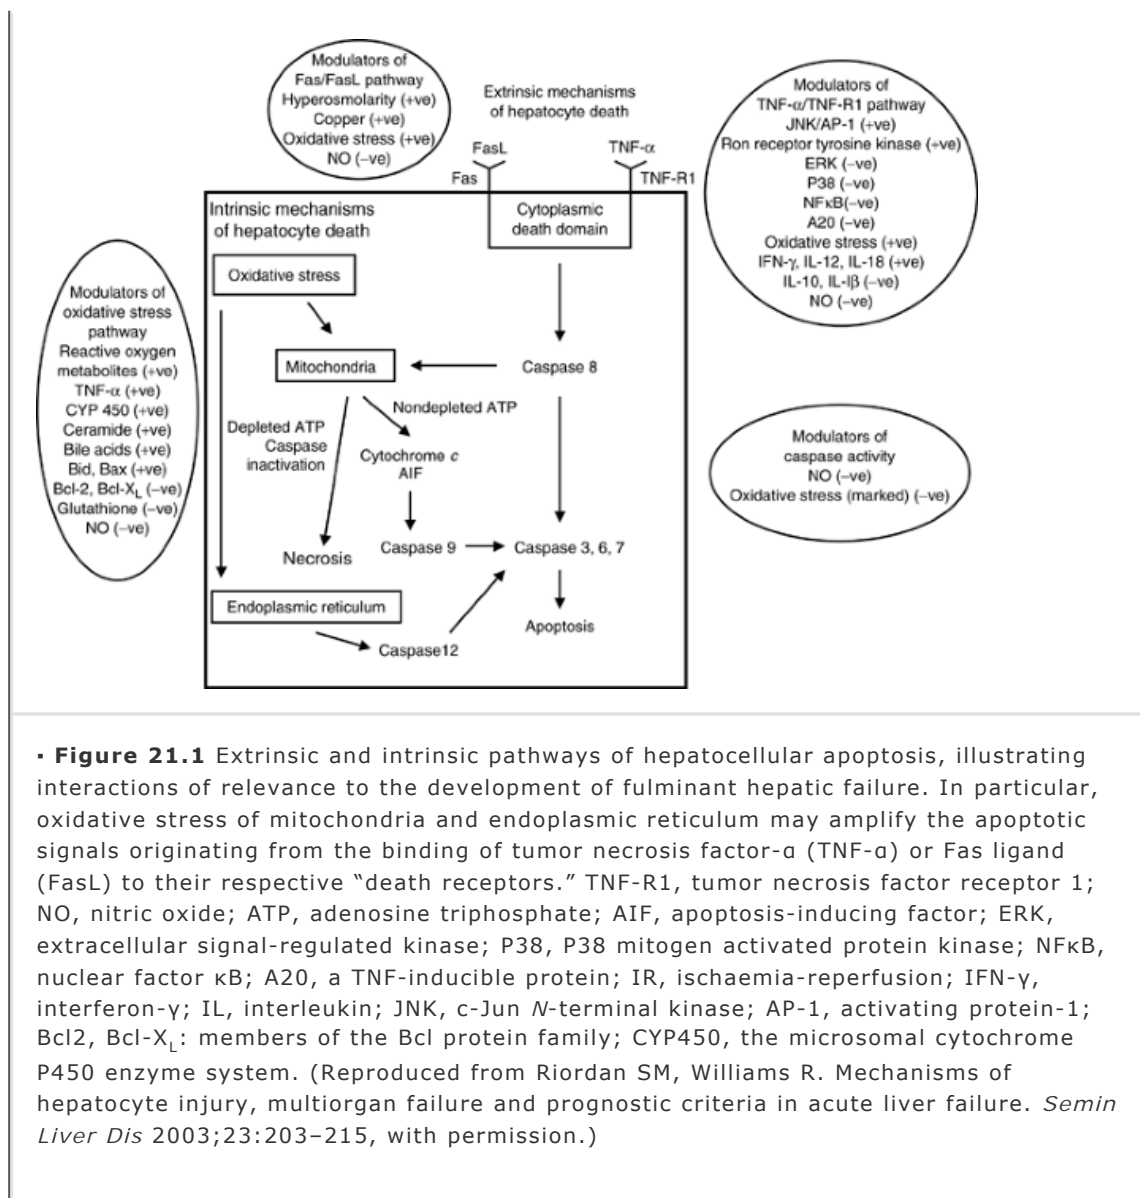 Modulators of
Fas/FasL pathway
Hyperosmolarity (+ve)
Copper (+ve)
Oxidative stress (+ve)
NO (−ve)
Extrinsic mechanisms
of hepatocyte death
FasL
Fas
TNF-α
TNF-R1
Modulators of
TNF-α/TNF-R1 pathway
JNK/AP-1 (+ve)
Ron receptor tyrosine kinase (+ve)
ERK (−ve)
P38 (−ve)
NFκB(−ve)
A20 (−ve)
Oxidative stress (+ve)
IFN-γ, IL-12, IL-18 (+ve)
IL-10, IL-Iβ (−ve)
NO (−ve)
Intrinsic mechanisms
of hepatocyte death
Cytoplasmic
death domain
Oxidative stress
Modulators of
oxidative stress
pathway
Reactive oxygen
metabolites (+ve)
TNF-α (+ve)
CYP 450 (+ve)
Ceramide (+ve)
Bile acids (+ve)
Bid, Bax (+ve)
Bcl-2, Bcl-X_L (−ve)
Glutathione (−ve)
NO (−ve)
Mitochondria
Caspase 8
Nondepleted ATP
Depleted ATP
Caspase
inactivation
Cytochrome c
AIF
Modulators of
caspase activity
NO (−ve)
Oxidative stress (marked) (−ve)
Necrosis
Caspase 9
Caspase 3, 6, 7
Endoplasmic reticulum
Caspase12
Apoptosis
▪ Figure 21.1 Extrinsic and intrinsic pathways of hepatocellular apoptosis, illustrating
interactions of relevance to the development of fulminant hepatic failure. In particular,
oxidative stress of mitochondria and endoplasmic reticulum may amplify the apoptotic
signals originating from the binding of tumor necrosis factor-α (TNF-α) or Fas ligand
(FasL) to their respective “death receptors.” TNF-R1, tumor necrosis factor receptor 1;
NO, nitric oxide; ATP, adenosine triphosphate; AIF, apoptosis-inducing factor; ERK,
extracellular signal-regulated kinase; P38, P38 mitogen activated protein kinase; NFκB,
nuclear factor κB; A20, a TNF-inducible protein; IR, ischaemia-reperfusion; IFN-γ,
interferon-γ; IL, interleukin; JNK, c-Jun N-terminal kinase; AP-1, activating protein-1;
Bcl2, Bcl-X_L: members of the Bcl protein family; CYP450, the microsomal cytochrome
P450 enzyme system. (Reproduced from Riordan SM, Williams R. Mechanisms of
hepatocyte injury, multiorgan failure and prognostic criteria in acute liver failure. Semin
Liver Dis 2003;23:203–215, with permission.)